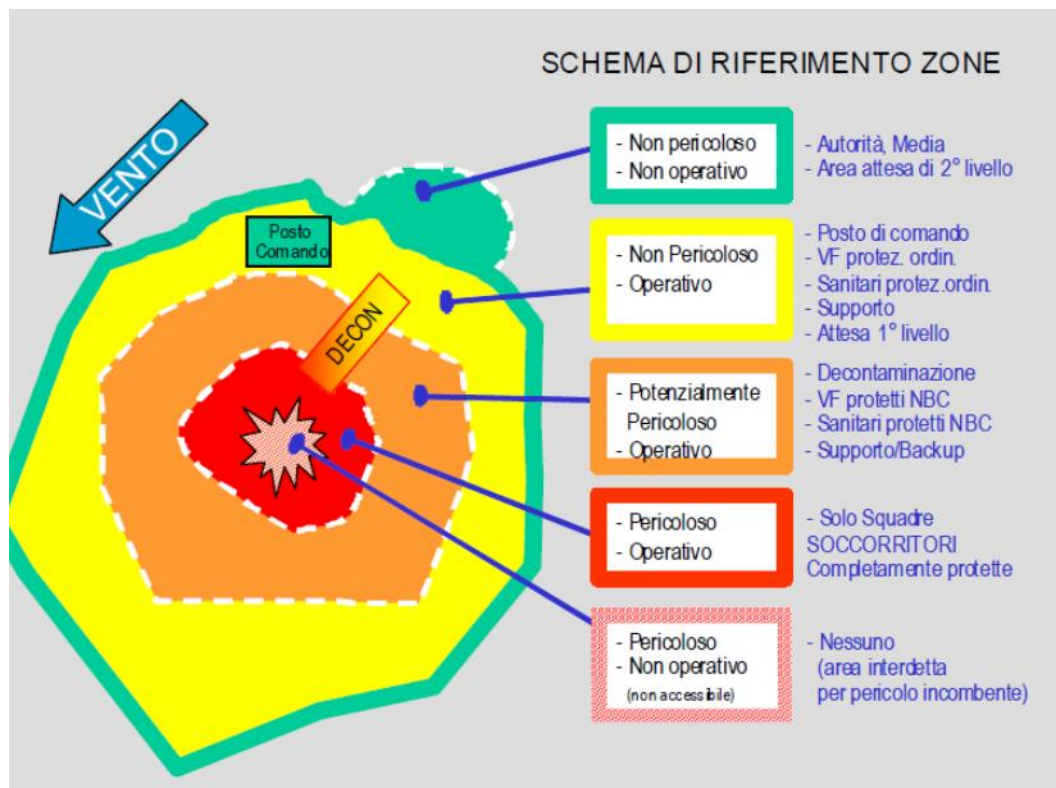 SCHEMA DI RIFERIMENTO ZONE
VENTO
Posto
Comando
DECON
- Non pericoloso
- Non operativo
- Autorità, Media
- Area attesa di 2° livello
- Non Pericoloso
- Operativo
- Posto di comando
- VF protez. ordin.
- Sanitari protez.ordin.
- Supporto
- Attesa 1° livello
- Potenzialmente
Pericoloso
- Operativo
- Decontaminazione
- VF protetti NBC
- Sanitari protetti NBC
- Supporto/Backup
- Pericoloso
- Operativo
- Solo Squadre
SOCCORRITORI
Completamente protette
- Pericoloso
- Non operativo
(non accessibile)
- Nessuno
(area interdetta
per pericolo incombente)